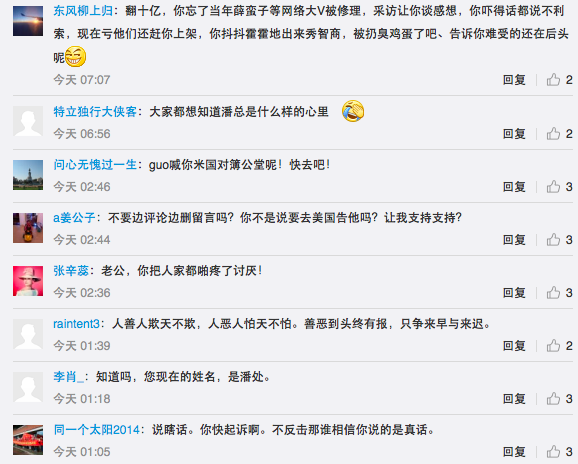 东风柳上归：翻十亿，你忘了当年薛蛮子等网络大V被修理，采访让你谈感想，你吓得话都说不利
索，现在亏他们还赶你上架，你抖抖霍霍地出来秀智商，被扔臭鸡蛋了吧、告诉你难受的还在后头
呢
今天 07:07 回复 2
特立独行大侠客：大家都想知道潘总是什么样的心里
今天 06:56 回复 2
问心无愧过一生：guo喊你米国对簿公堂呢！快去吧！
今天 02:46 回复 3
a姜公子：不要边评论边删留言吗？你不是说要去美国告他吗？让我支持支持？
今天 02:44 回复 3
张辛蕊：老公，你把人家都啪疼了讨厌！
今天 02:36 回复 3
raintent3：人善人欺天不欺，人恶人怕天不怕。善恶到头终有报，只争来早与来迟。
今天 01:39 回复 2
李肖_：知道吗，您现在的姓名，是潘处。
今天 01:18 回复 3
同一个太阳2014：说瞎话。你快起诉啊。不反击那谁相信你说的是真话。
今天 01:05 回复 3